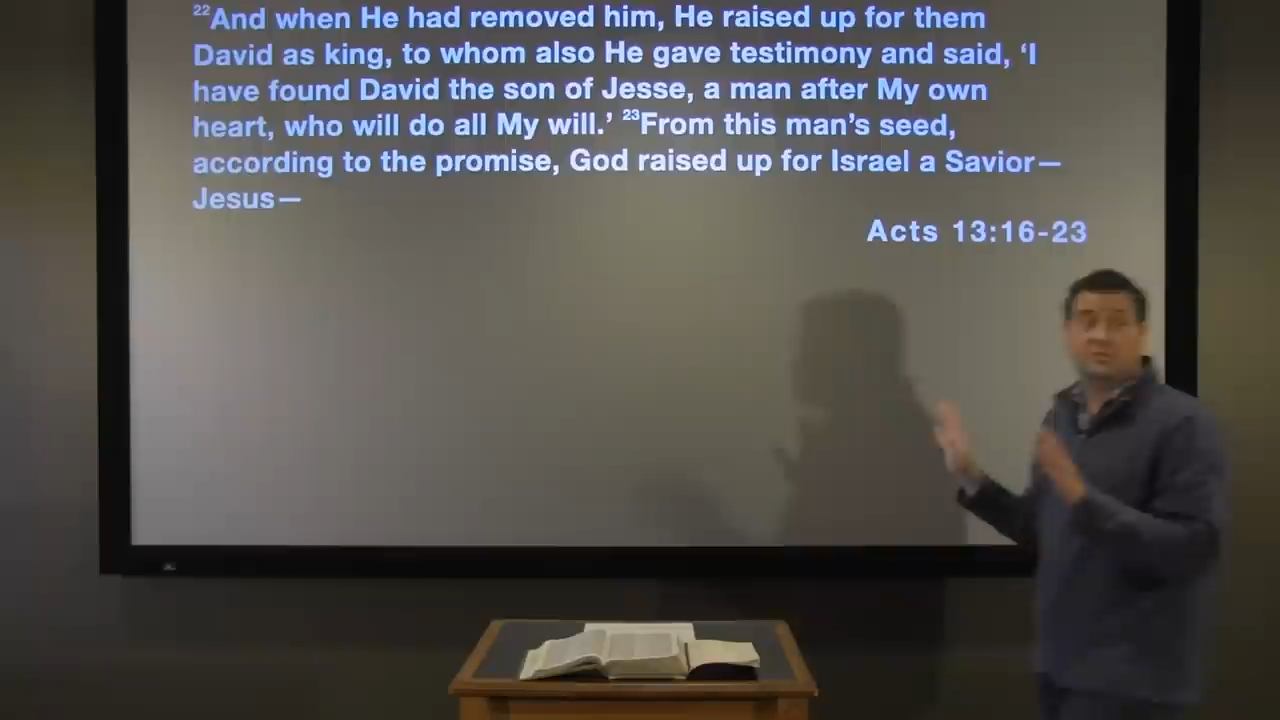 ²²And when He had removed him, He raised up for them
David as king, to whom also He gave testimony and said, ‘I
have found David the son of Jesse, a man after My own
heart, who will do all My will.’ ²³From this man’s seed,
according to the promise, God raised up for Israel a Savior—
Jesus—
Acts 13:16-23